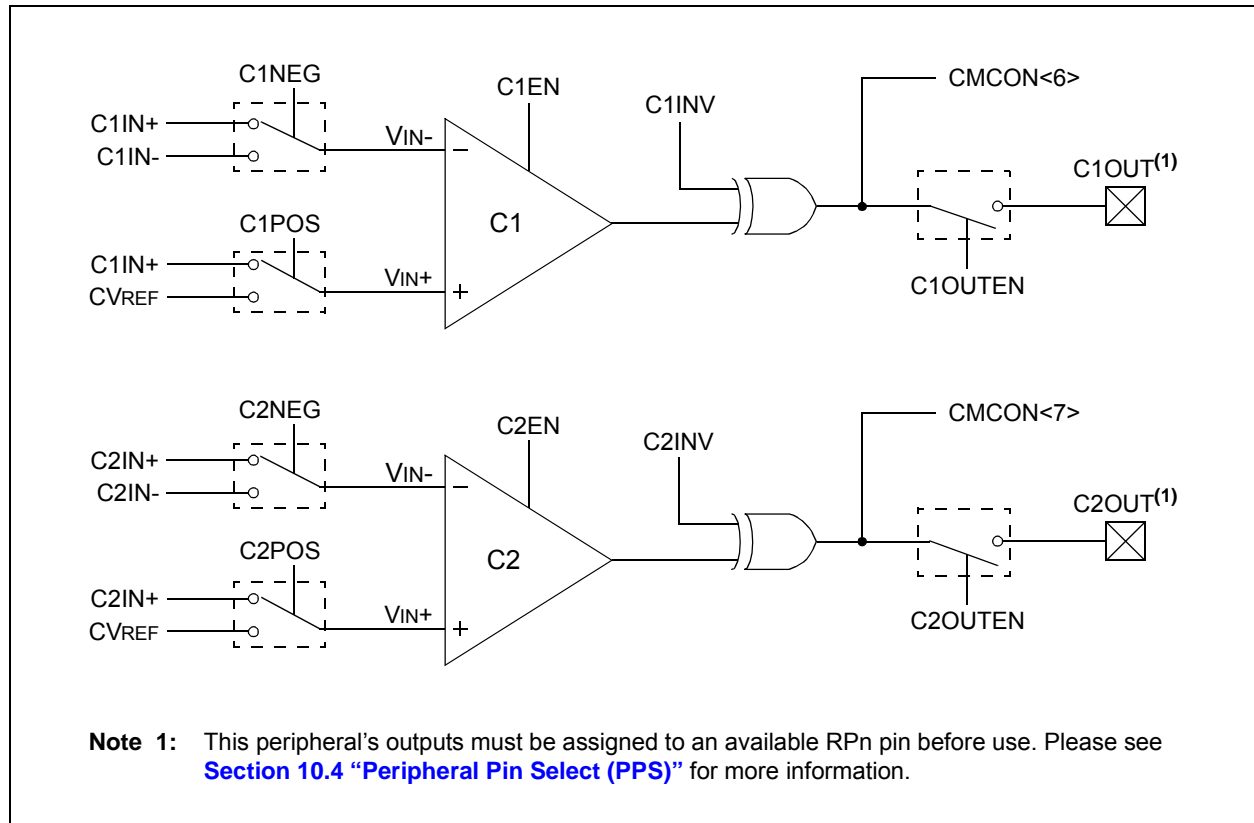 C1NEG
C1EN
C1INV
CMCON<6>
C1IN+
C1IN-
VIN-
−
C1OUT(1)
C1
C1POS
C1IN+
CVREF
VIN+
+
C1OUTEN
C2NEG
C2EN
C2INV
CMCON<7>
C2IN+
C2IN-
VIN-
−
C2OUT(1)
C2
C2POS
C2IN+
CVREF
VIN+
+
C2OUTEN
Note 1: This peripheral's outputs must be assigned to an available RPn pin before use. Please see
Section 10.4 “Peripheral Pin Select (PPS)” for more information.